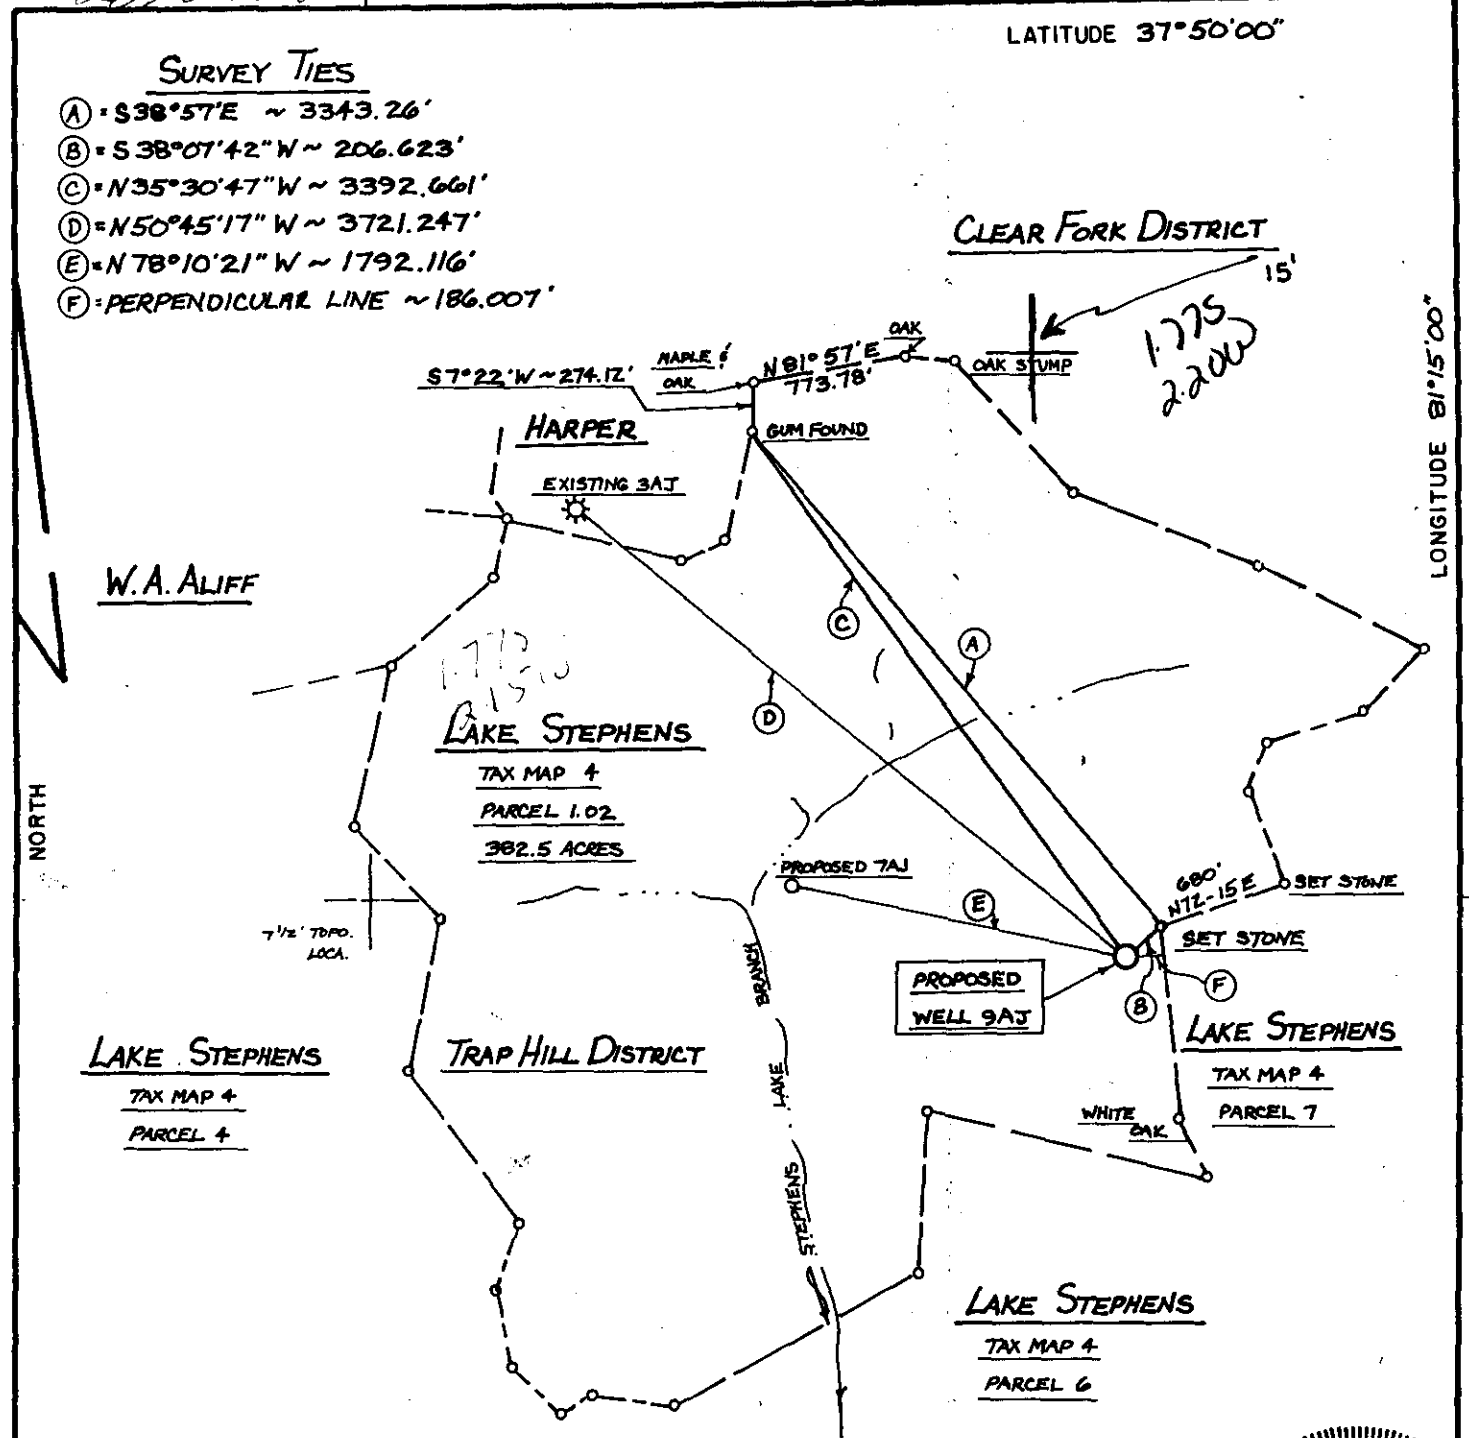 LATITUDE 37°50'00"
SURVEY TIES
A = S38°57'E ~ 3343.26'
B = S38°07'42"W ~ 206.623'
C = N35°30'47"W ~ 3392.661'
D = N50°45'17"W ~ 3721.247'
E = N78°10'21"W ~ 1792.116'
F = PERPENDICULAR LINE ~ 186.007'
CLEAR FORK DISTRICT
15'
1.775
LONGITUDE 81°15'00"
MAPLE &
OAK
N 81° 57' E
773.78'
OAK
OAK STUMP
S7°22'W ~ 274.12'
HARPER
GUM FOUND
EXISTING 3AJ
W.A. ALIFF
C
A
D
LAKE STEPHENS
TAX MAP 4
PARCEL 1.02
382.5 ACRES
NORTH
PROPOSED 7AJ
E
680'
N72-15E
SET STONE
SET STONE
7 1/2' TOPO.
LOCA.
PROPOSED
WELL 9AJ
B
F
STEPHENS LAKE BRANCH
LAKE STEPHENS
TAX MAP 4
PARCEL 4
TRAP HILL DISTRICT
LAKE STEPHENS
TAX MAP 4
PARCEL 7
WHITE
OAK
LAKE STEPHENS
TAX MAP 4
PARCEL 6